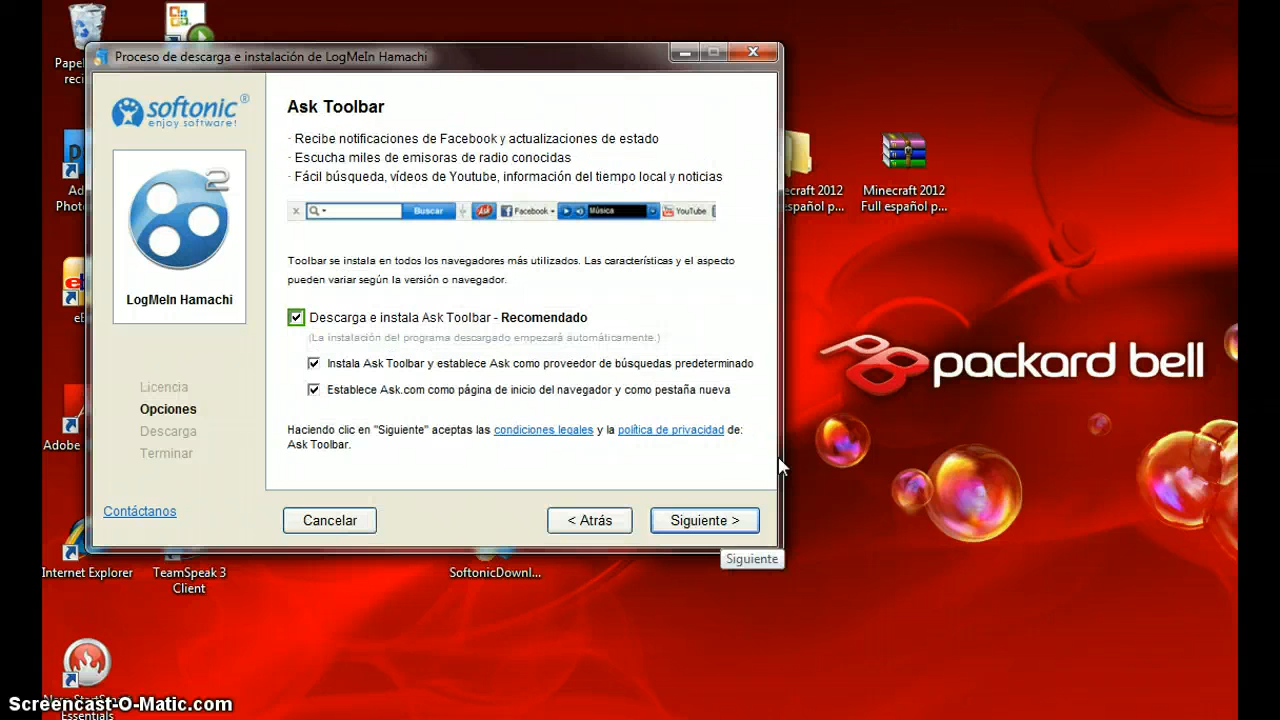 Proceso de descarga e instalación de LogMeIn Hamachi
softonic®
enjoy software!
2
LogMeIn Hamachi
Licencia
Opciones
Descarga
Terminar
Contáctanos
Ask Toolbar
- Recibe notificaciones de Facebook y actualizaciones de estado
- Escucha miles de emisoras de radio conocidas
- Fácil búsqueda, vídeos de Youtube, información del tiempo local y noticias
x Buscar Ask Facebook Música YouTube
Toolbar se instala en todos los navegadores más utilizados. Las características y el aspecto
pueden variar según la versión o navegador.
Descarga e instala Ask Toolbar - Recomendado
(La instalación del programa descargado empezará automáticamente.)
Instala Ask Toolbar y establece Ask como proveedor de búsquedas predeterminado
Establece Ask.com como página de inicio del navegador y como pestaña nueva
Haciendo clic en "Siguiente" aceptas las condiciones legales y la política de privacidad de:
Ask Toolbar.
Cancelar
< Atrás
Siguiente >
Siguiente
Pape
reci
Ad
Photo
Adobe
Internet Explorer
TeamSpeak 3
Client
SoftonicDownl...
Essentials
ecraft 2012
español p...
Minecraft 2012
Full español p...
packard bell
Screencast-O-Matic.com